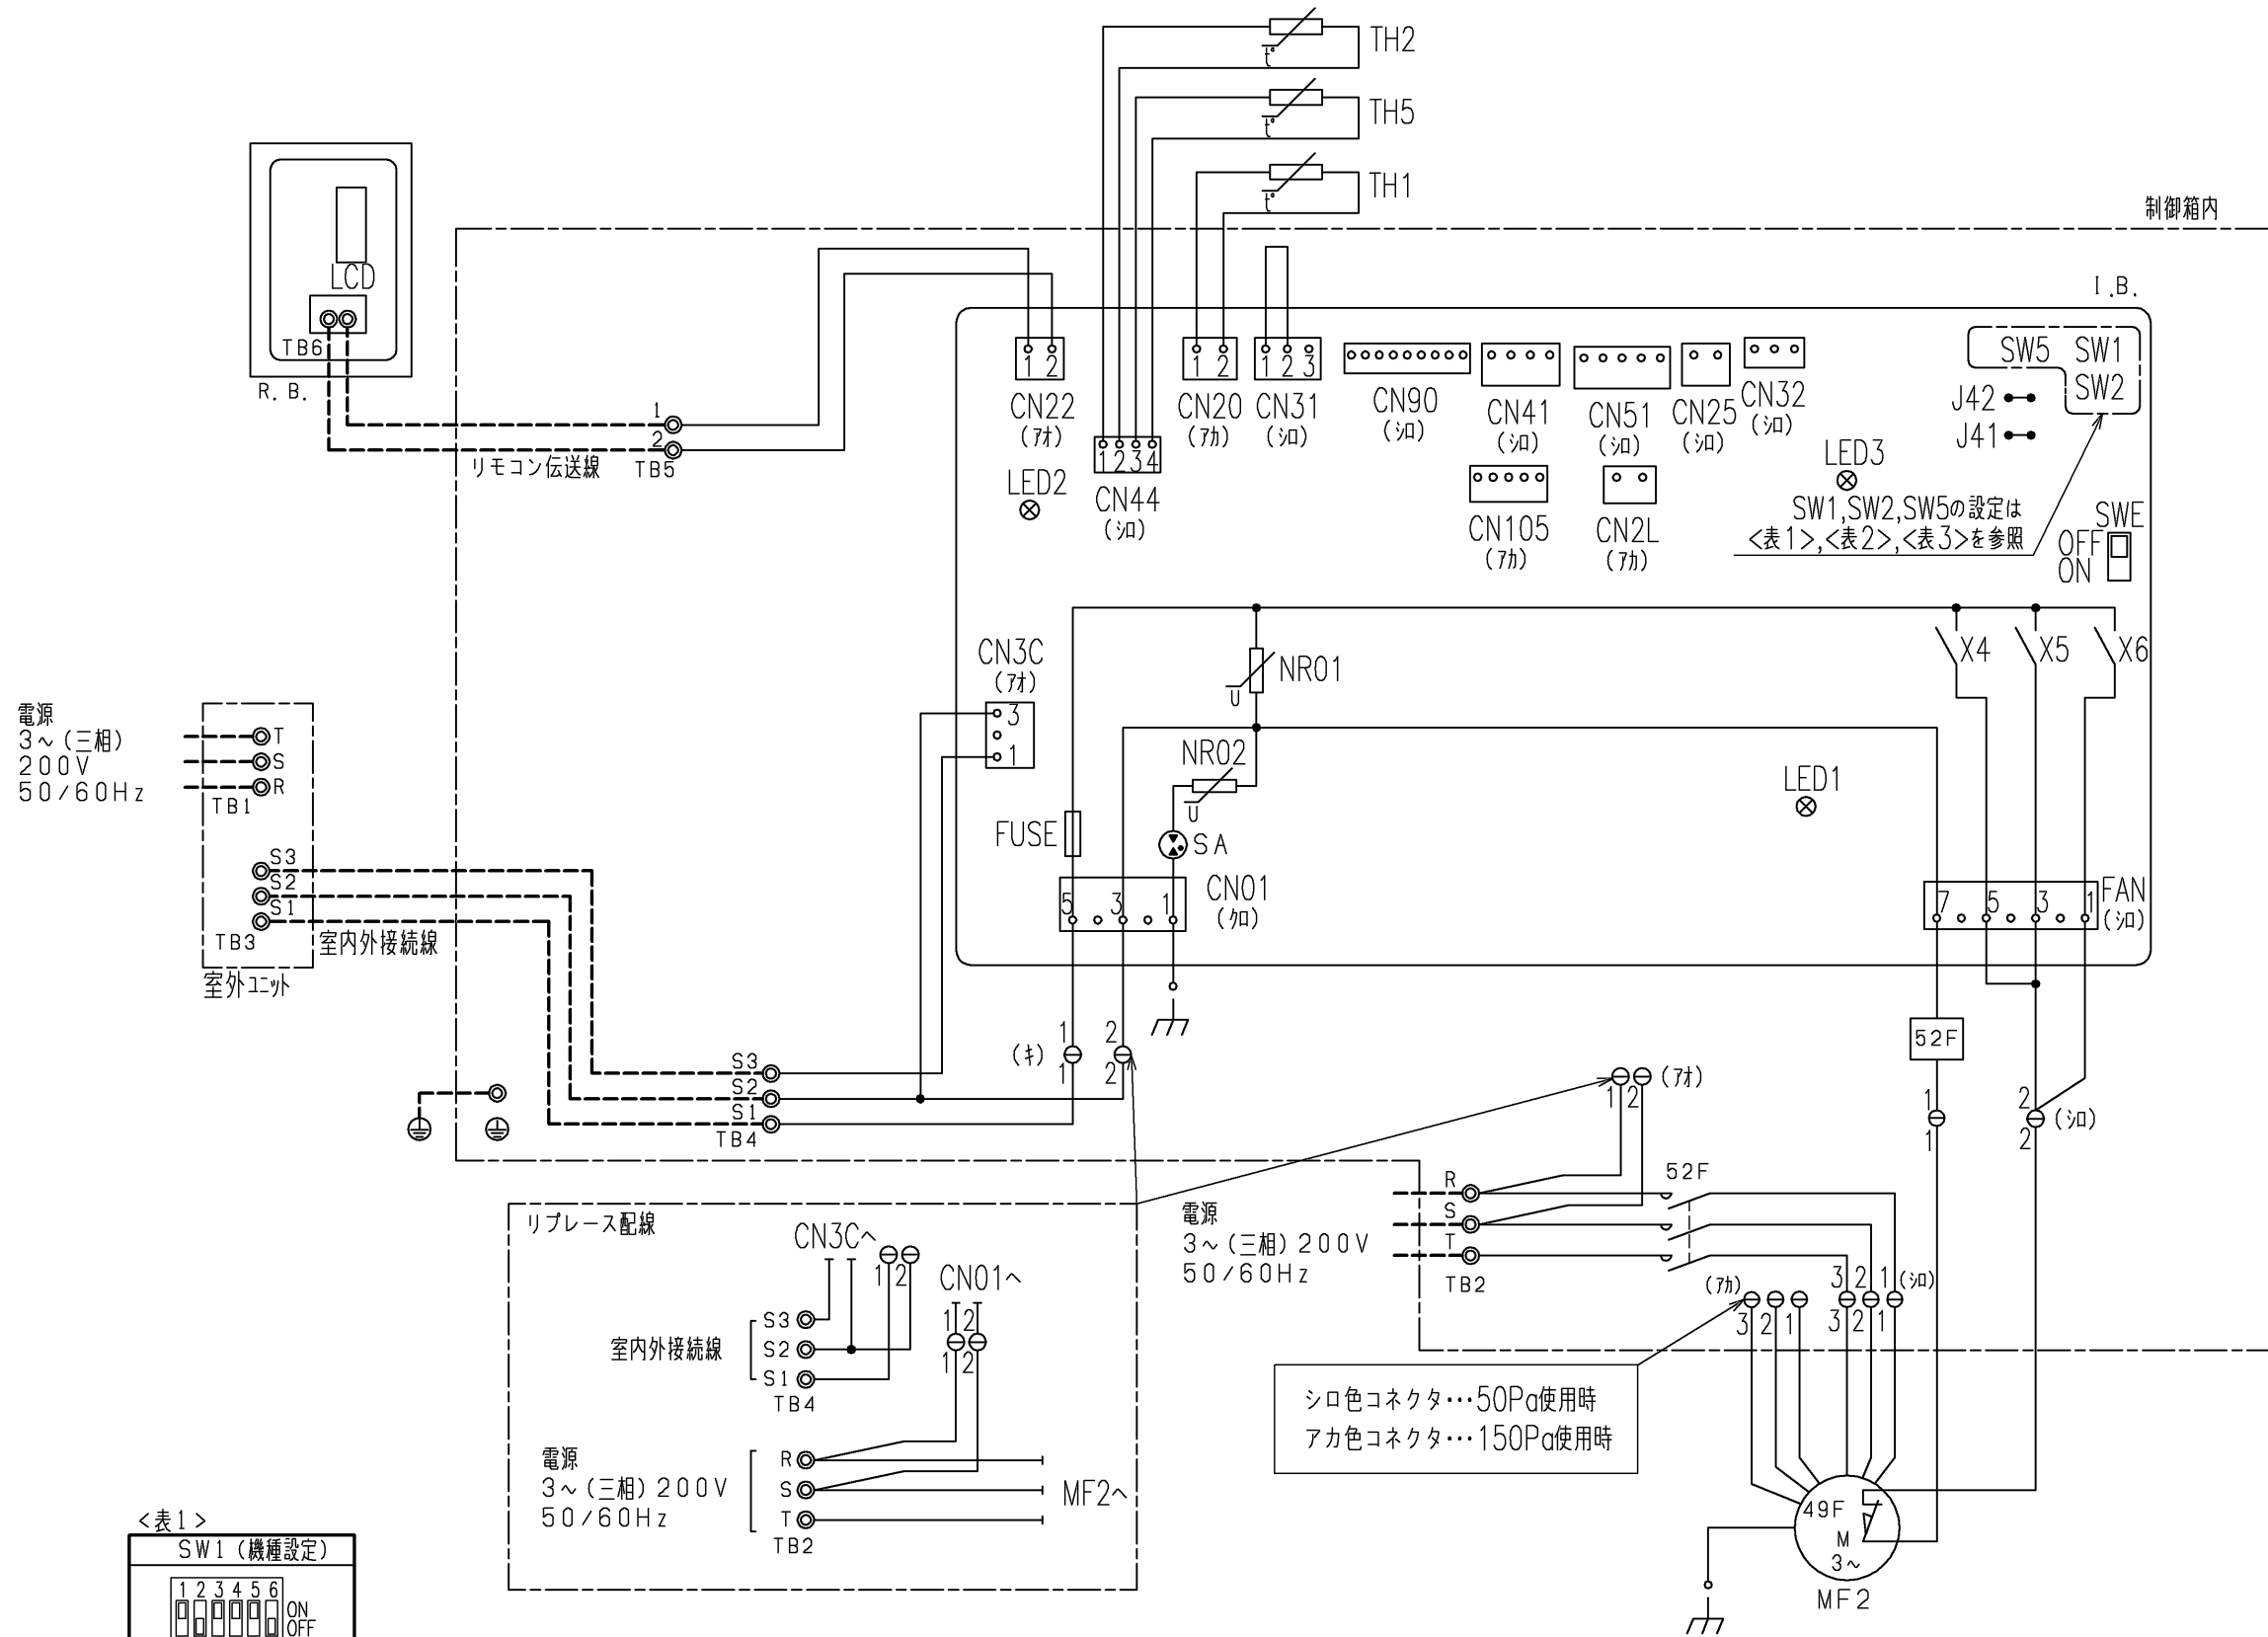 TH2
TH5
TH1
制御箱内
I.B.
LCD
TB6
R.B.
1
2
リモコン伝送線
TB5
1 2
CN22
(アオ)
LED2
1 2 3 4
CN44
(シロ)
1 2
CN20
(アカ)
1 2 3
CN31
(シロ)
CN90
(シロ)
CN41
(シロ)
CN51
(シロ)
CN25
(シロ)
CN32
(シロ)
CN105
(アカ)
CN2L
(アカ)
SW5 SW1
SW2
J42
J41
LED3
SW1,SW2,SW5の設定は
<表1>,<表2>,<表3>を参照
SWE
OFF
ON
CN3C
(アオ)
3
1
NR01
U
NR02
U
X4
X5
X6
LED1
FUSE
SA
5 3 1
CN01
(クロ)
7 5 3 1
FAN
(シロ)
電源
3~(三相)
200V
50/60Hz
T
S
R
TB1
S3
S2
S1
TB3
室内外接続線
室外ユニット
S3
S2
S1
TB4
(キ)
1
1
2
2
52F
1
1
2
2
(シロ)
1 2
(アオ)
R
S
T
TB2
52F
電源
3~(三相)200V
50/60Hz
(アカ)
3 2 1
3 2 1
(シロ)
3 2 1
リプレース配線
CN3Cへ
1 2
CN01へ
1 2
1 2
室内外接続線
S3
S2
S1
TB4
電源
3~(三相)200V
50/60Hz
R
S
T
TB2
MF2へ
シロ色コネクタ･･･50Pa使用時
アカ色コネクタ･･･150Pa使用時
49F
M
3~
MF2
<表1>
SW1(機種設定)
1 2 3 4 5 6
ON
OFF